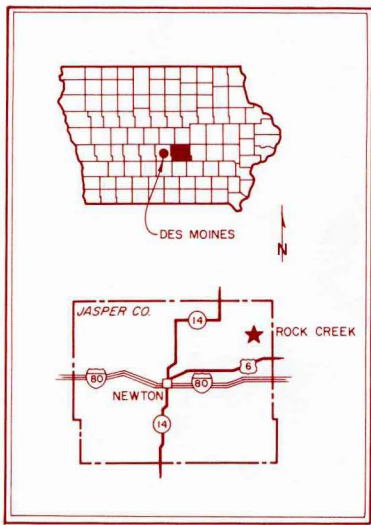 DES MOINES
N
JASPER CO.
14
ROCK CREEK
6
80
80
NEWTON
14